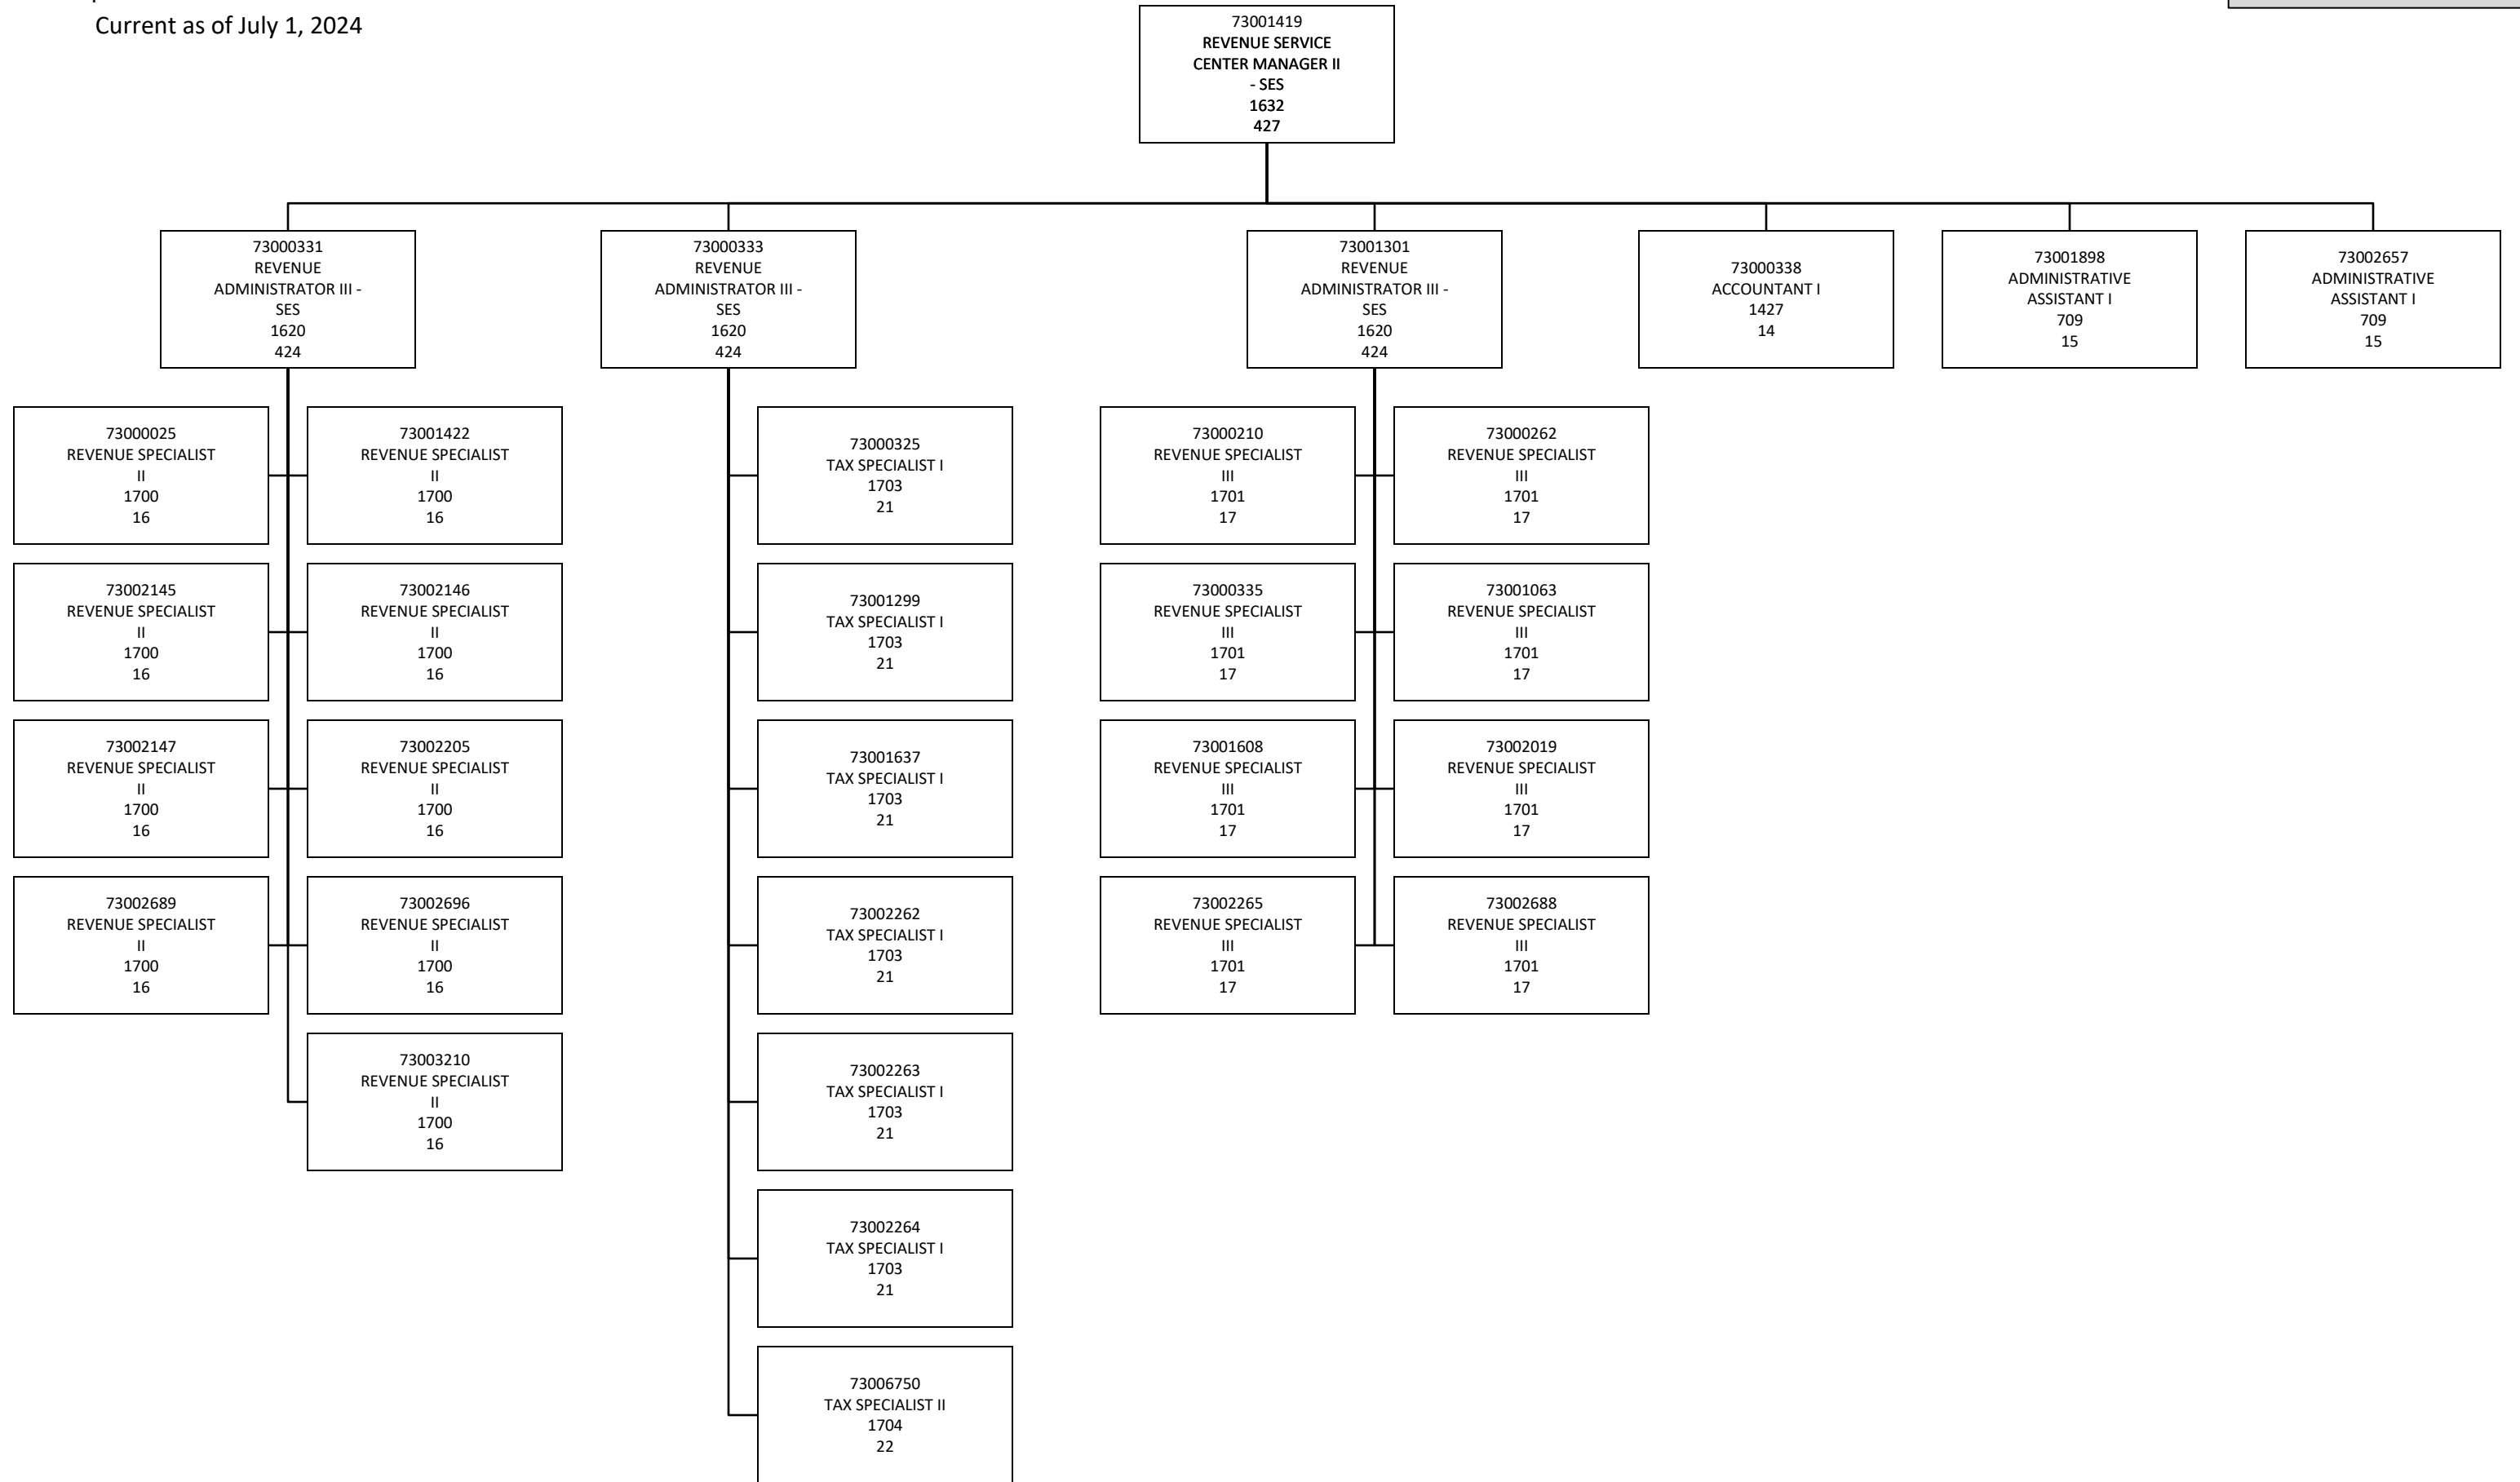 Current as of July 1, 2024
73001419
REVENUE SERVICE
CENTER MANAGER II
- SES
1632
427
73000331
REVENUE
ADMINISTRATOR III -
SES
1620
424
73000333
REVENUE
ADMINISTRATOR III -
SES
1620
424
73001301
REVENUE
ADMINISTRATOR III -
SES
1620
424
73000338
ACCOUNTANT I
1427
14
73001898
ADMINISTRATIVE
ASSISTANT I
709
15
73002657
ADMINISTRATIVE
ASSISTANT I
709
15
73000025
REVENUE SPECIALIST
II
1700
16
73001422
REVENUE SPECIALIST
II
1700
16
73002145
REVENUE SPECIALIST
II
1700
16
73002146
REVENUE SPECIALIST
II
1700
16
73002147
REVENUE SPECIALIST
II
1700
16
73002205
REVENUE SPECIALIST
II
1700
16
73002689
REVENUE SPECIALIST
II
1700
16
73002696
REVENUE SPECIALIST
II
1700
16
73003210
REVENUE SPECIALIST
II
1700
16
73000325
TAX SPECIALIST I
1703
21
73001299
TAX SPECIALIST I
1703
21
73001637
TAX SPECIALIST I
1703
21
73002262
TAX SPECIALIST I
1703
21
73002263
TAX SPECIALIST I
1703
21
73002264
TAX SPECIALIST I
1703
21
73006750
TAX SPECIALIST II
1704
22
73000210
REVENUE SPECIALIST
III
1701
17
73000262
REVENUE SPECIALIST
III
1701
17
73000335
REVENUE SPECIALIST
III
1701
17
73001063
REVENUE SPECIALIST
III
1701
17
73001608
REVENUE SPECIALIST
III
1701
17
73002019
REVENUE SPECIALIST
III
1701
17
73002265
REVENUE SPECIALIST
III
1701
17
73002688
REVENUE SPECIALIST
III
1701
17